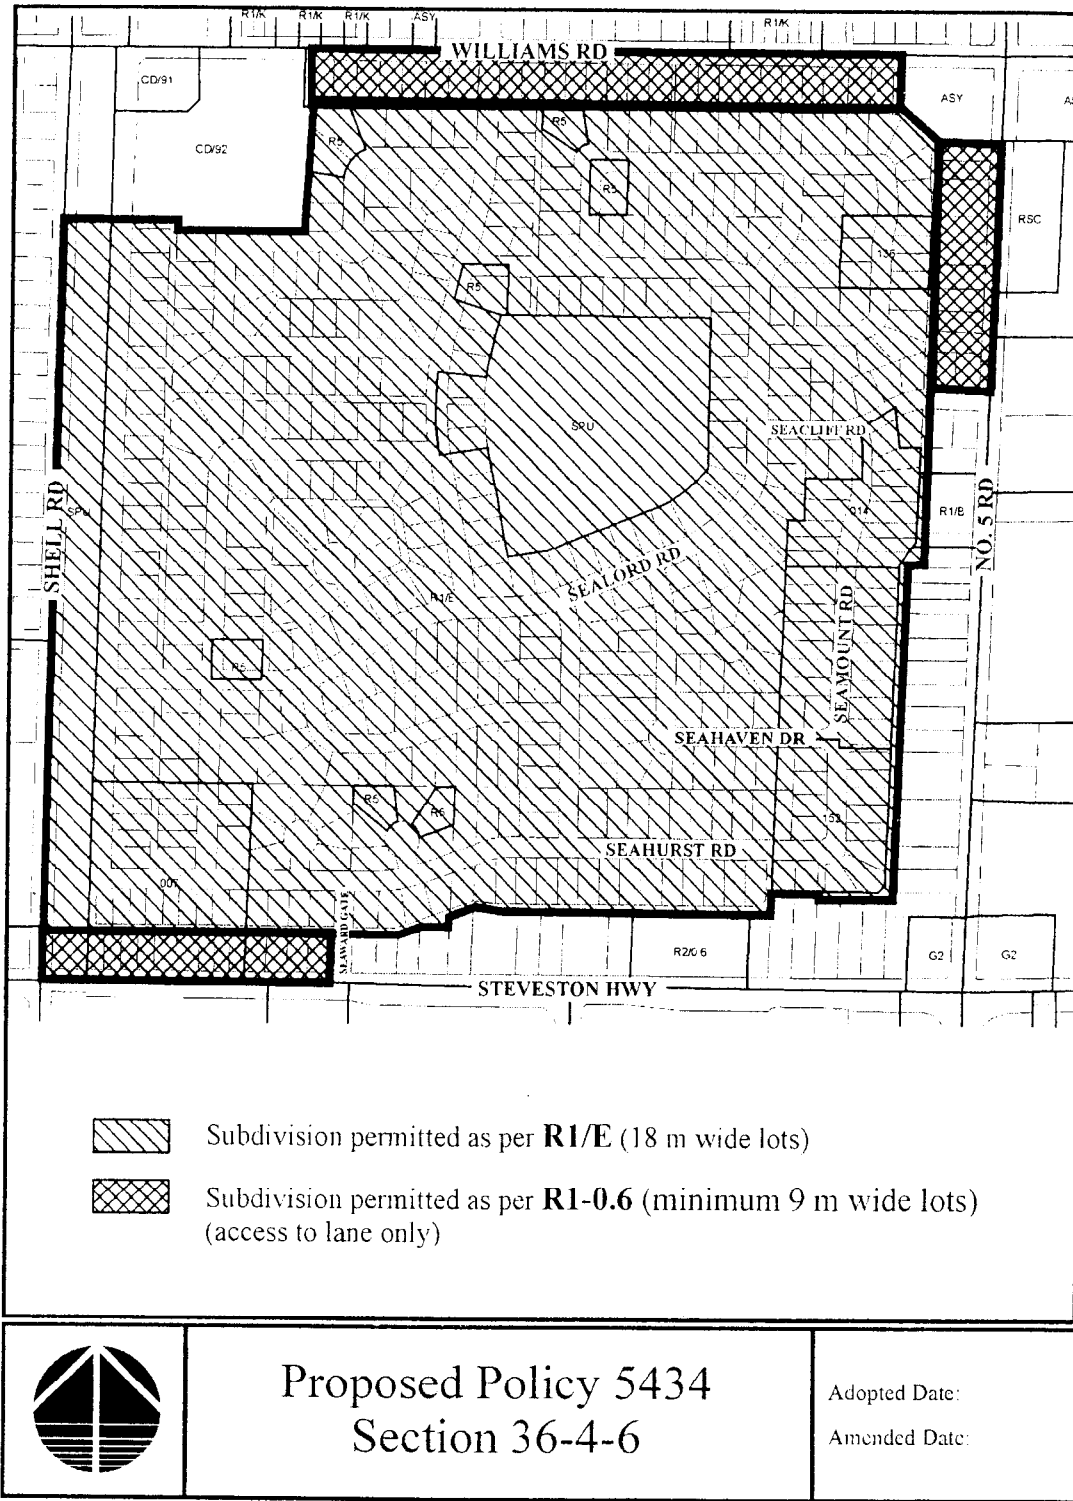 R1/K
R1/K
R1/K
ASY
R1/K
WILLIAMS RD
CD/91
ASY
CD/92
R5
R5
R5
RSC
136
R5
SPU
SEACLIFF RD
SHELL RD
SPU
014
R1/B
NO. 5 RD
SEALORD RD
R1/E
SEAMOUNT RD
R5
SEAHAVEN DR
R5
R5
152
SEAHURST RD
007
SEAWARD GATE
R2/0.6
G2
G2
STEVESTON HWY
Subdivision permitted as per R1/E (18 m wide lots)
Subdivision permitted as per R1-0.6 (minimum 9 m wide lots)
(access to lane only)
Proposed Policy 5434
Section 36-4-6
Adopted Date:
Amended Date: